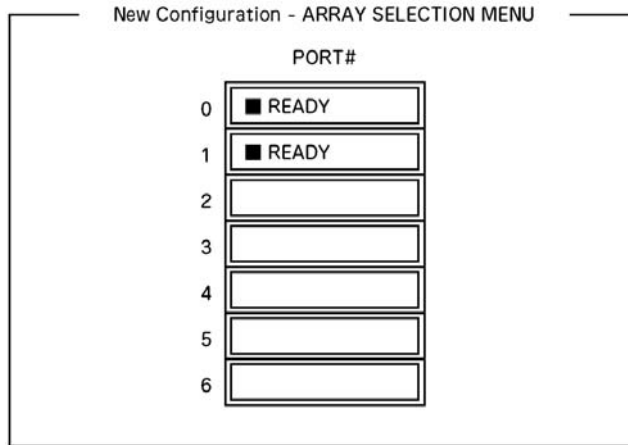 New Configuration - ARRAY SELECTION MENU
PORT#
0 ■ READY
1 ■ READY
2
3
4
5
6